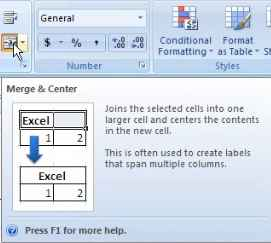 General
$ % , .0 .00 .00 .0
Conditional Format
Formatting as Table St
Number Styles
Merge & Center
Joins the selected cells into one
larger cell and centers the contents
in the new cell.
Excel
1 2
This is often used to create labels
that span multiple columns.
Excel
1 2
Press F1 for more help.